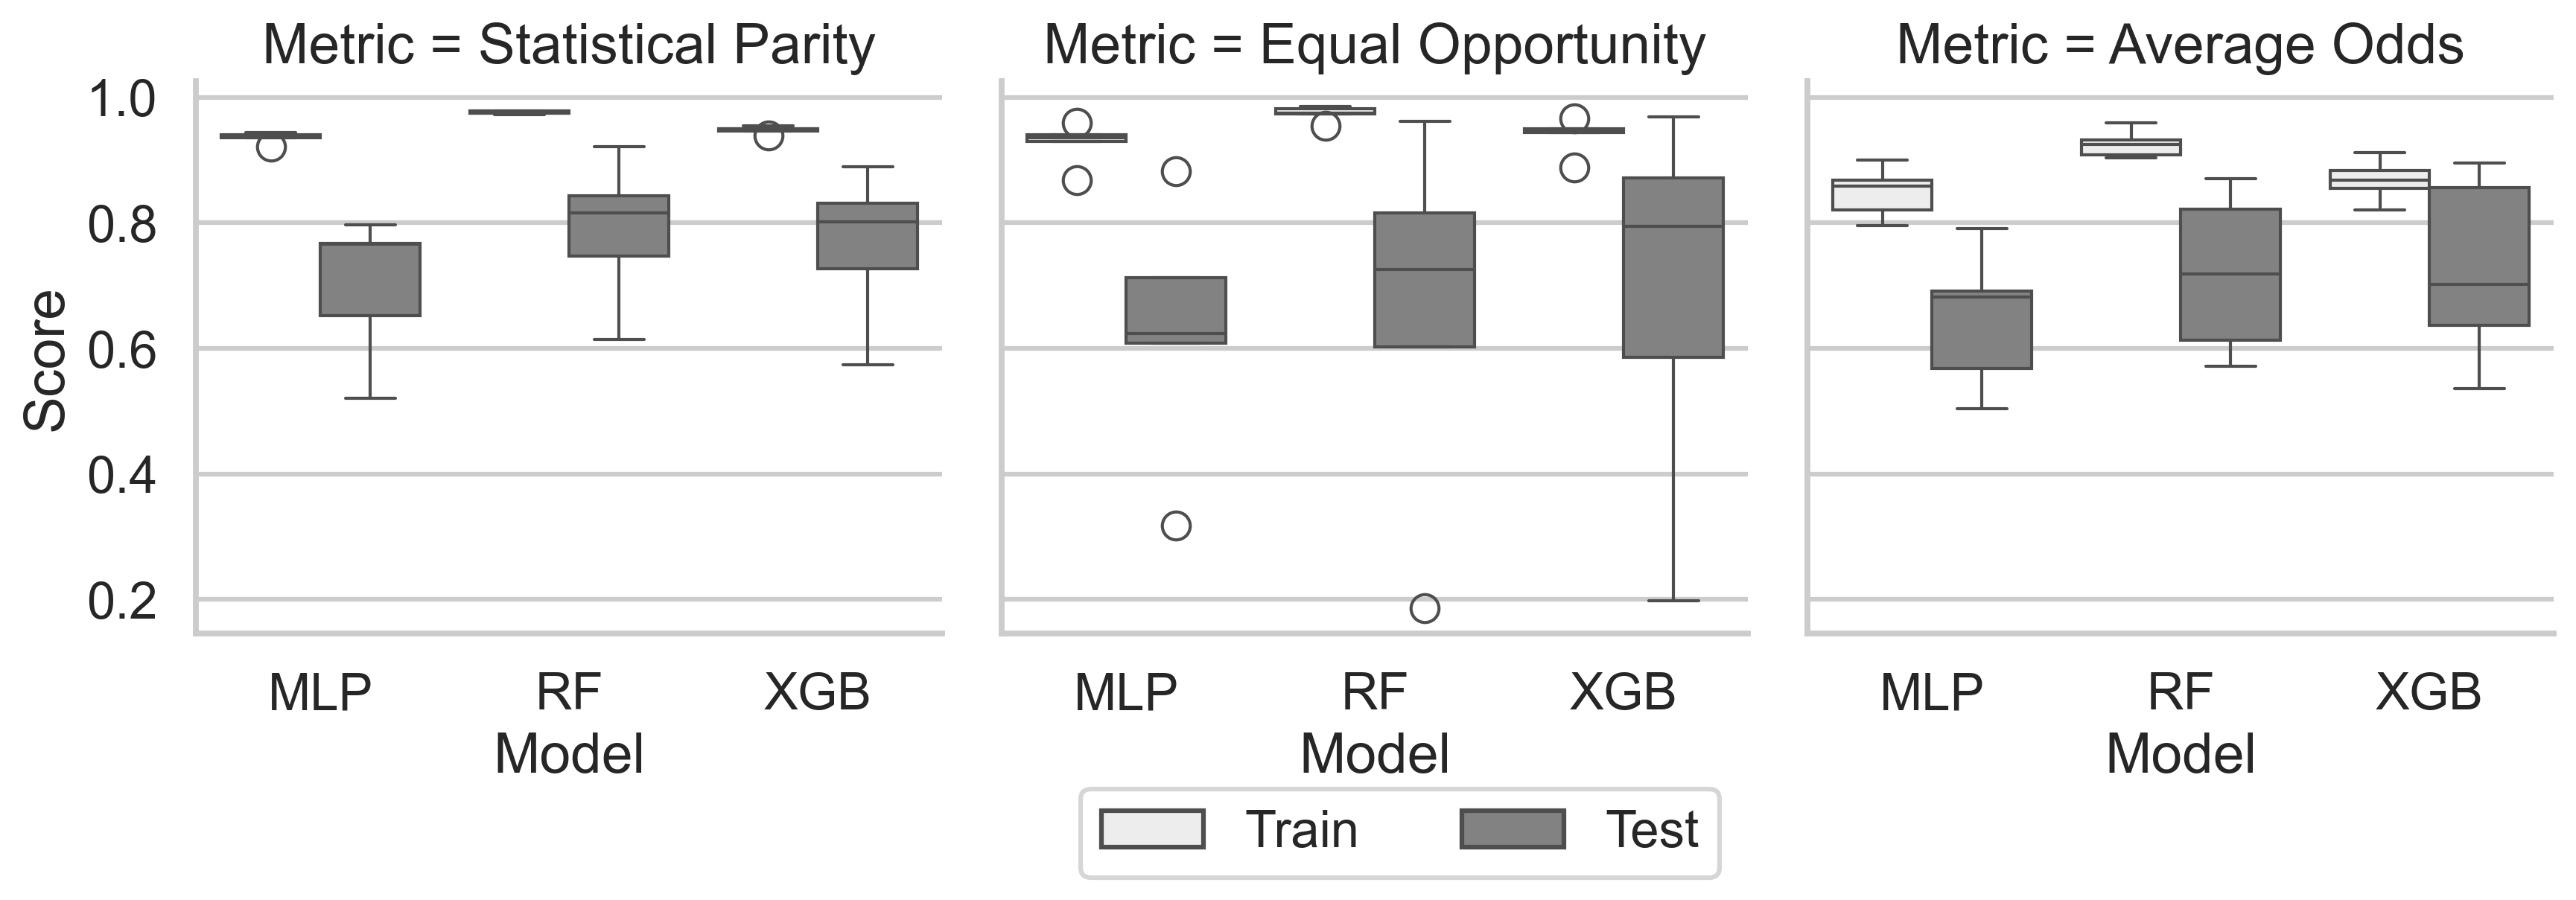 Metric = Statistical Parity
Metric = Equal Opportunity
Metric = Average Odds
Score
1.0
0.8
0.6
0.4
0.2
MLP RF XGB
MLP RF XGB
MLP RF XGB
Model
Model
Model
Train
Test